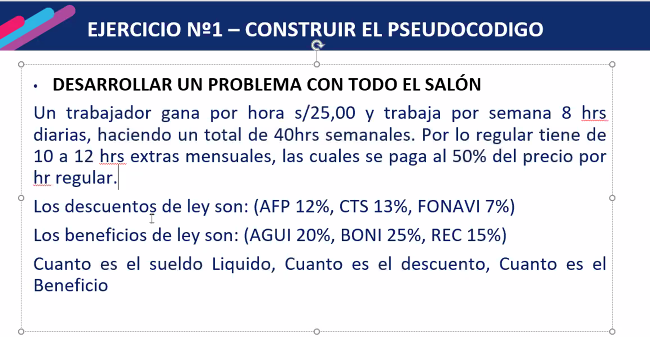 EJERCICIO Nº1 – CONSTRUIR EL PSEUDOCODIGO
• DESARROLLAR UN PROBLEMA CON TODO EL SALÓN
Un trabajador gana por hora s/25,00 y trabaja por semana 8 hrs
diarias, haciendo un total de 40hrs semanales. Por lo regular tiene de
10 a 12 hrs extras mensuales, las cuales se paga al 50% del precio por
hr regular.
Los descuentos de ley son: (AFP 12%, CTS 13%, FONAVI 7%)
Los beneficios de ley son: (AGUI 20%, BONI 25%, REC 15%)
Cuanto es el sueldo Liquido, Cuanto es el descuento, Cuanto es el
Beneficio